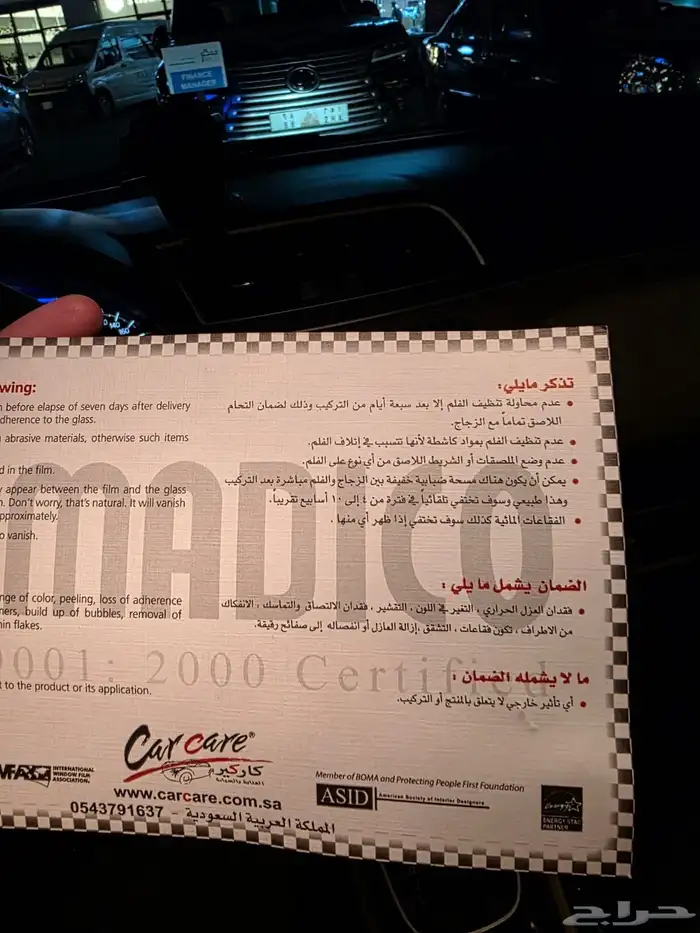 FINANCE
MANAGER
140
160
wing:
before elapse of seven days after delivery
dherence to the glass.
abrasive materials, otherwise such items
d in the film.
appear between the film and the glass
n. Don't worry, that's natural. It will vanish
pproximately.
o vanish.
nge of color, peeling, loss of adherence
ners, build up of bubbles, removal of
hin flakes.
t to the product or its application.
تذكر مايلي:
• عدم محاولة تنظيف الفلم إلا بعد سبعة أيام من التركيب وذلك لضمان التحام
اللاصق تماماً مع الزجاج.
• عدم تنظيف الفلم بمواد كاشطة لأنها تتسبب في إتلاف الفلم.
• عدم وضع الملصقات أو الشريط اللاصق من أي نوع على الفلم.
• يمكن أن يكون هناك مسحة ضبابية خفيفة بين الزجاج والفلم مباشرة بعد التركيب
وهذا طبيعي وسوف تختفي تلقائياً في فترة من ٤ إلى ١٠ أسابيع تقريباً.
• الفقاعات المائية كذلك سوف تختفي إذا ظهر أي منها .
الضمان يشمل ما يلي :
• فقدان العزل الحراري ، التغير في اللون ، التقشير ، فقدان الالتصاق والتماسك ، الانفكاك
من الاطراف ، تكون فقاعات ، التشقق ، إزالة العازل أو انفصاله إلى صفائح رقيقة.
ما لا يشمله الضمان :
• أي تأثير خارجي لا يتعلق بالمنتج أو التركيب.
MADICO
9001: 2000 Certified
Car care®
كاركير
INTERNATIONAL
WINDOW FILM
ASSOCIATION.
www.carcare.com.sa
المملكة العربية السعودية - 0543791637
Member of BOMA and Protecting People First Foundation
ASID American Society of Interior Designers
ENERGY STAR
PARTNER
حراج